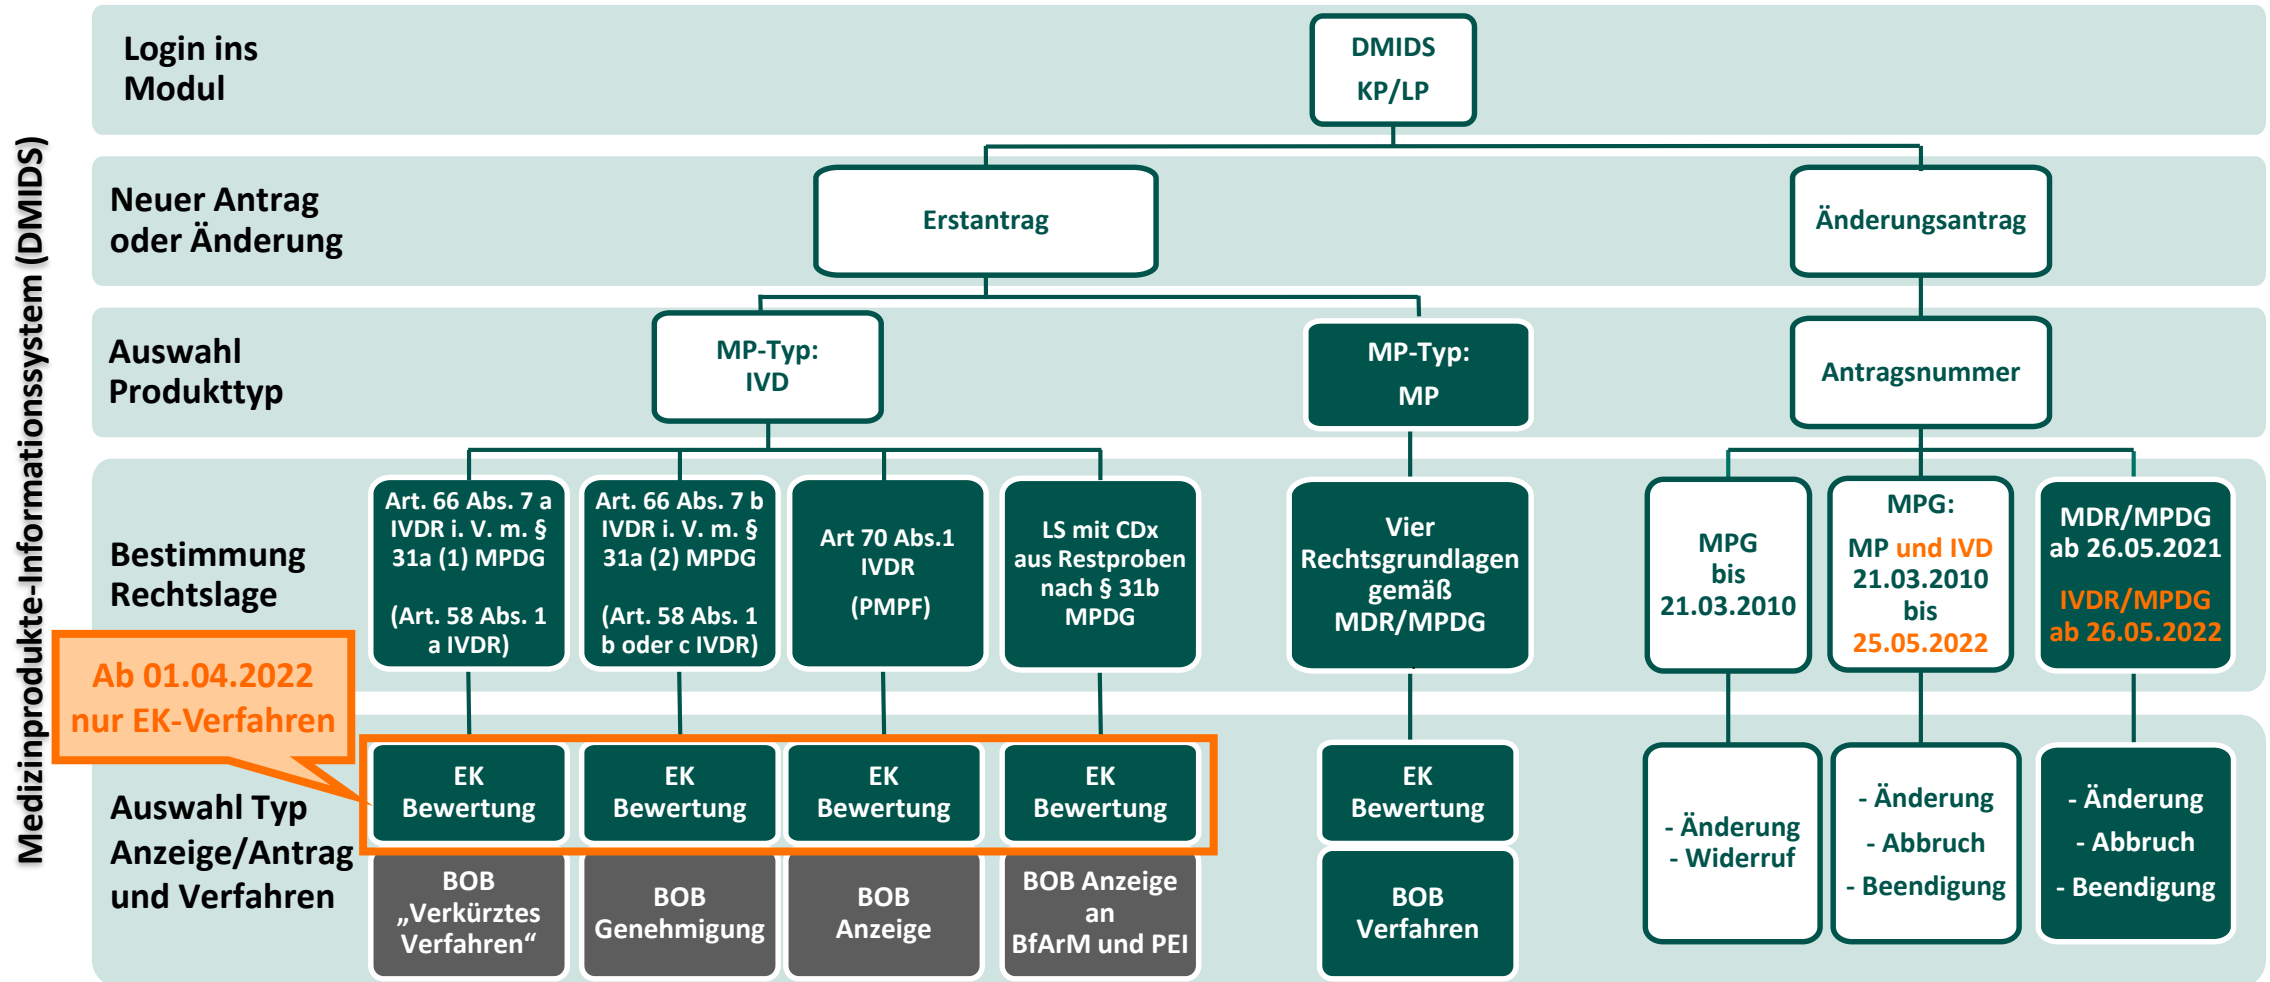 Medizinprodukte-Informationssystem (DMIDS)
Login ins
Modul
DMIDS
KP/LP
Neuer Antrag
oder Änderung
Erstantrag
Änderungsantrag
Auswahl
Produkttyp
MP-Typ:
IVD
MP-Typ:
MP
Antragsnummer
Bestimmung
Rechtslage
Art. 66 Abs. 7 a
IVDR i. V. m. §
31a (1) MPDG
(Art. 58 Abs. 1
a IVDR)
Art. 66 Abs. 7 b
IVDR i. V. m. §
31a (2) MPDG
(Art. 58 Abs. 1
b oder c IVDR)
Art 70 Abs.1
IVDR
(PMPF)
LS mit CDx
aus Restproben
nach § 31b
MPDG
Vier
Rechtsgrundlagen
gemäß
MDR/MPDG
MPG
bis
21.03.2010
MPG:
MP und IVD
21.03.2010
bis
25.05.2022
MDR/MPDG
ab 26.05.2021
IVDR/MPDG
ab 26.05.2022
Ab 01.04.2022
nur EK-Verfahren
Auswahl Typ
Anzeige/Antrag
und Verfahren
EK
Bewertung
EK
Bewertung
EK
Bewertung
EK
Bewertung
EK
Bewertung
BOB
„Verkürztes
Verfahren“
BOB
Genehmigung
BOB
Anzeige
BOB Anzeige
an
BfArM und PEI
BOB
Verfahren
- Änderung
- Widerruf
- Änderung
- Abbruch
- Beendigung
- Änderung
- Abbruch
- Beendigung